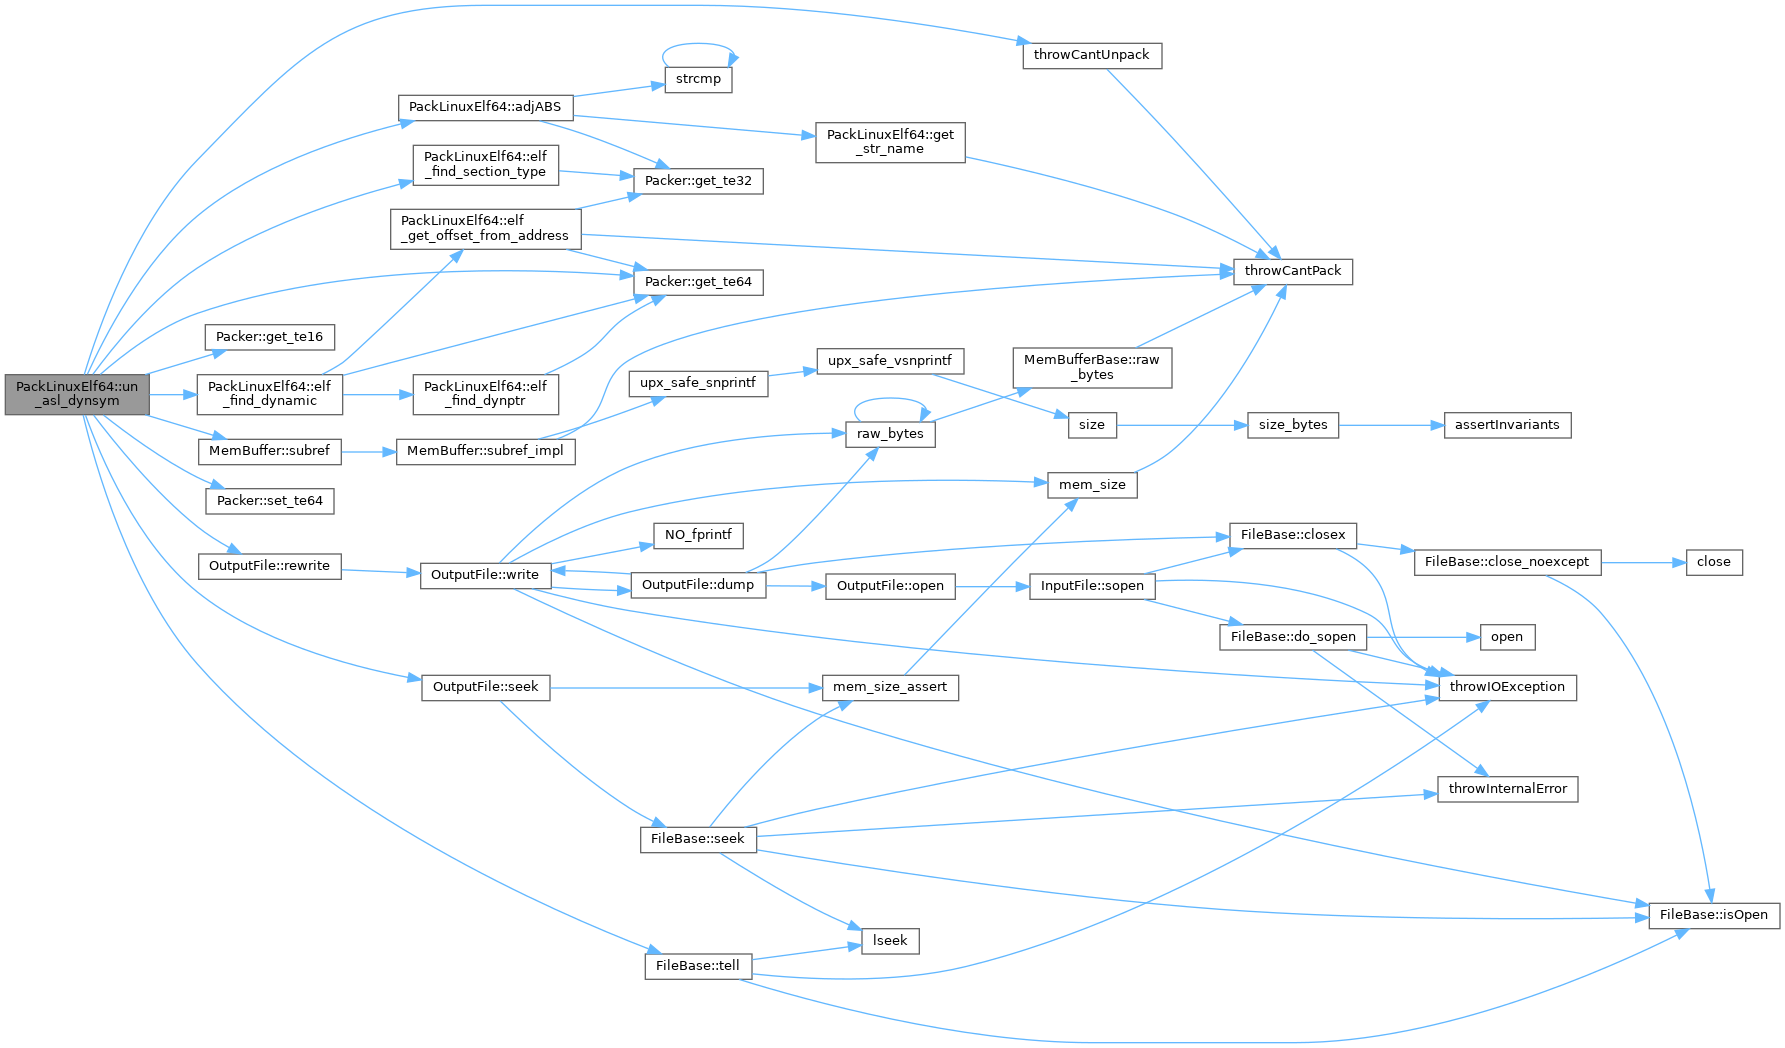 throwCantUnpack
strcmp
PackLinuxElf64::adjABS
PackLinuxElf64::get
_str_name
PackLinuxElf64::elf
_find_section_type
Packer::get_te32
PackLinuxElf64::elf
_get_offset_from_address
throwCantPack
Packer::get_te64
Packer::get_te16
upx_safe_vsnprintf
MemBufferBase::raw
_bytes
upx_safe_snprintf
PackLinuxElf64::un
_asl_dynsym
PackLinuxElf64::elf
_find_dynamic
PackLinuxElf64::elf
_find_dynptr
size
size_bytes
assertInvariants
raw_bytes
MemBuffer::subref
MemBuffer::subref_impl
mem_size
Packer::set_te64
NO_fprintf
FileBase::closex
OutputFile::rewrite
OutputFile::write
OutputFile::dump
OutputFile::open
InputFile::sopen
FileBase::close_noexcept
close
FileBase::do_sopen
open
OutputFile::seek
mem_size_assert
throwIOException
throwInternalError
FileBase::seek
FileBase::isOpen
lseek
FileBase::tell